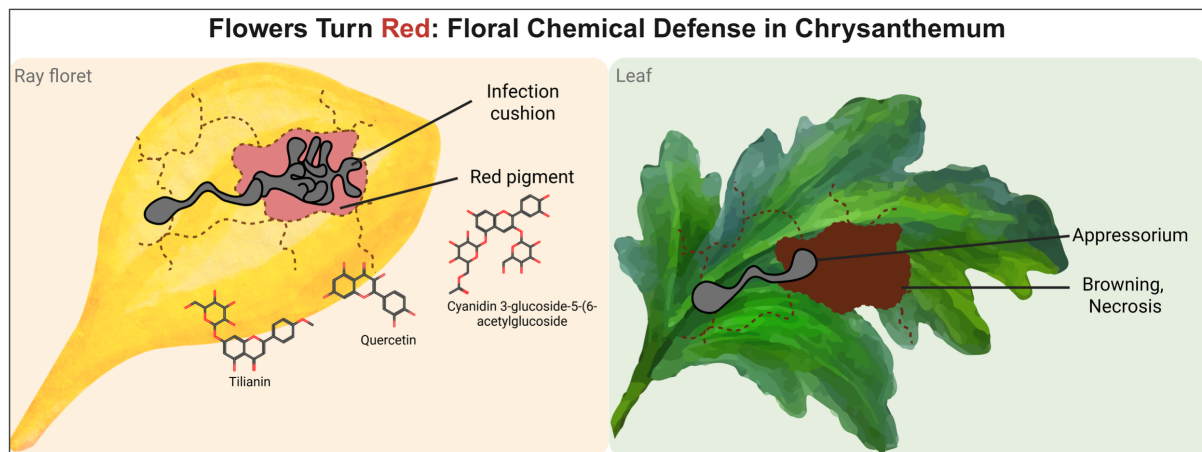 Flowers Turn Red: Floral Chemical Defense in Chrysanthemum
Ray floret
Infection
cushion
Red pigment
Cyanidin 3-glucoside-5-(6-
acetylglucoside
Quercetin
Tilianin
Leaf
Appressorium
Browning,
Necrosis